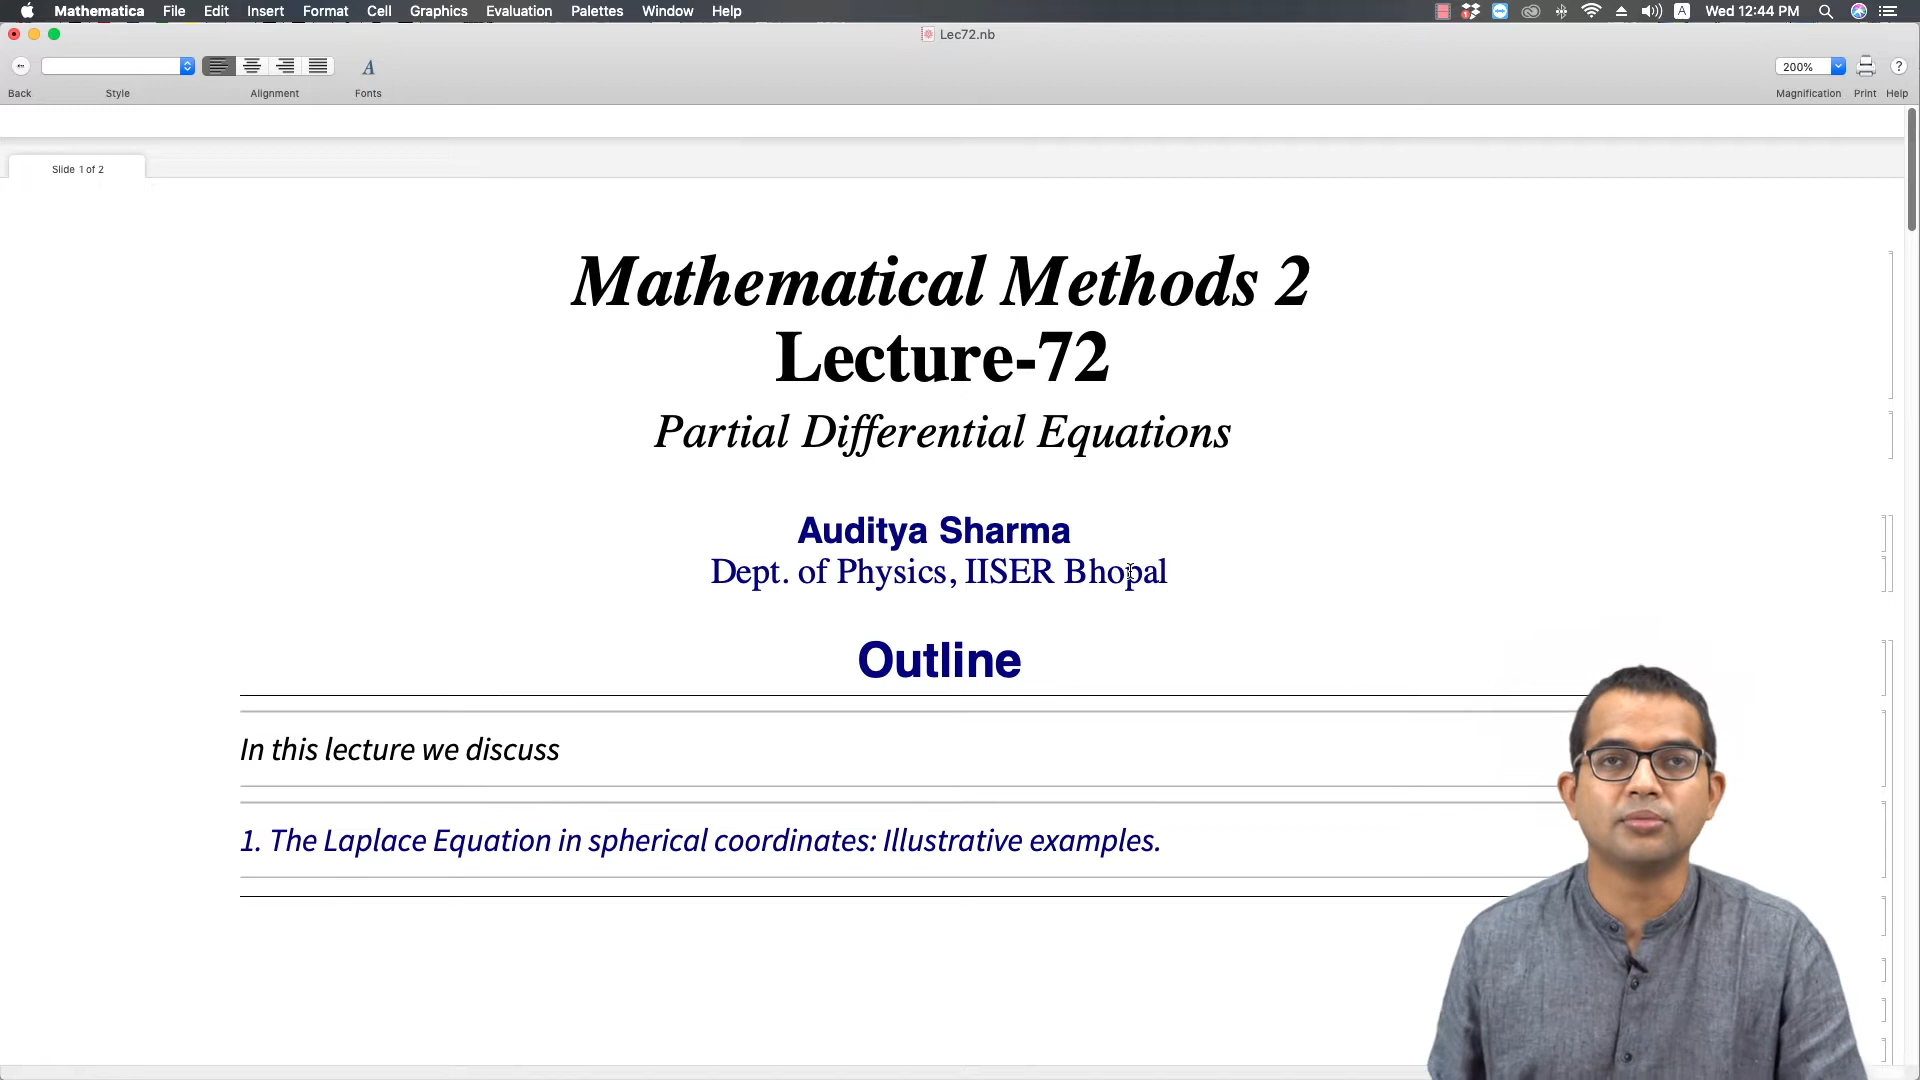 Mathematica File Edit Insert Format Cell Graphics Evaluation Palettes Window Help Wed 12:44 PM
Lec72.nb
200%
Back Style Alignment Fonts Magnification Print Help
Slide 1 of 2
Mathematical Methods 2
Lecture-72
Partial Differential Equations
Auditya Sharma
Dept. of Physics, IISER Bhopal
Outline
In this lecture we discuss
1. The Laplace Equation in spherical coordinates: Illustrative examples.